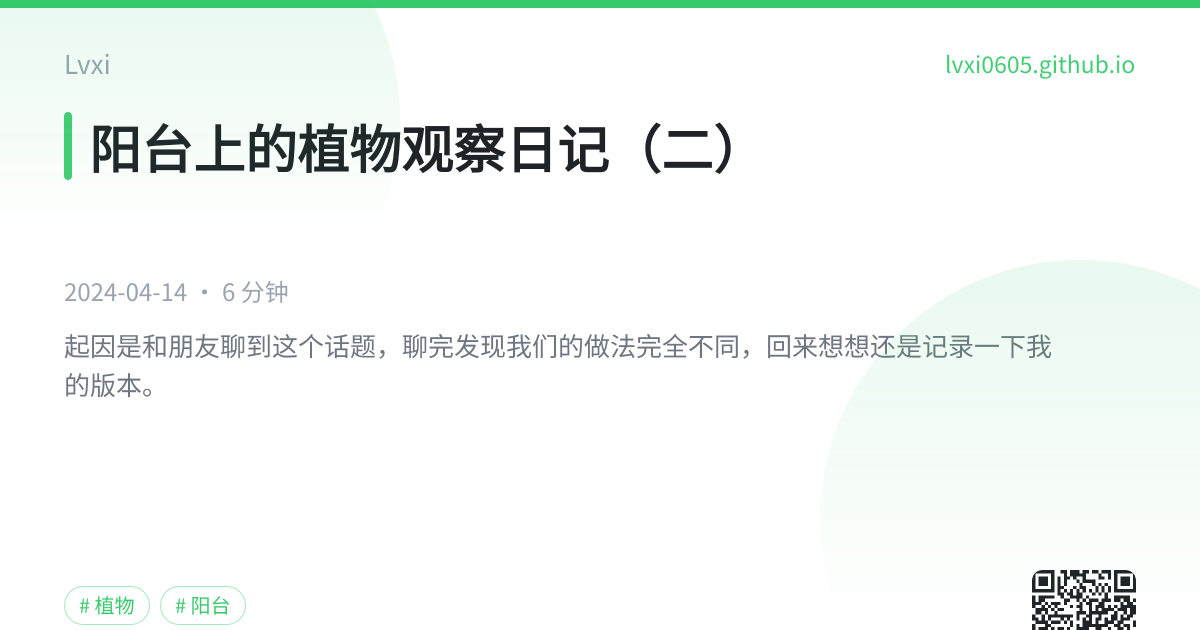 Lvxi
lvxi0605.github.io
阳台上的植物观察日记（二）
2024-04-14 · 6 分钟
起因是和朋友聊到这个话题，聊完发现我们的做法完全不同，回来想想还是记录一下我
的版本。
# 植物
# 阳台